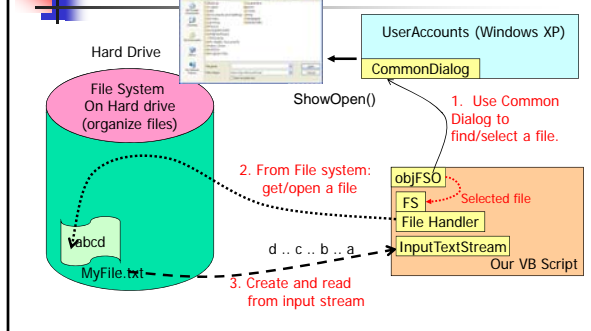 Hard Drive
File System
On Hard drive
(organize files)
UserAccounts (Windows XP)
CommonDialog
ShowOpen()
1. Use Common
Dialog to
find/select a file.
2. From File system:
get/open a file
objFSO
FS
Selected file
File Handler
InputTextStream
Our VB Script
abcd
MyFile.txt
d .. c .. b .. a
3. Create and read
from input stream